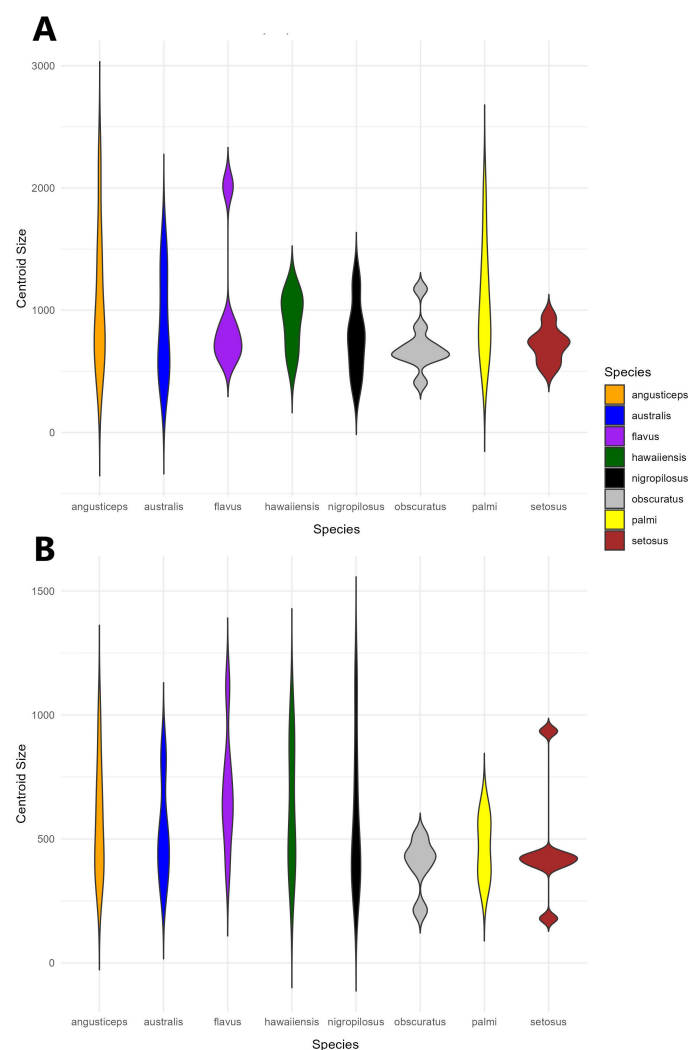 A
3000
2000
1000
0
Centroid Size
angusticeps australis flavus hawaiiensis nigropilosus obscuratus palmi setosus
Species
Species
angusticeps
australis
flavus
hawaiiensis
nigropilosus
obscuratus
palmi
setosus
B
1500
1000
500
0
Centroid Size
angusticeps australis flavus hawaiiensis nigropilosus obscuratus palmi setosus
Species